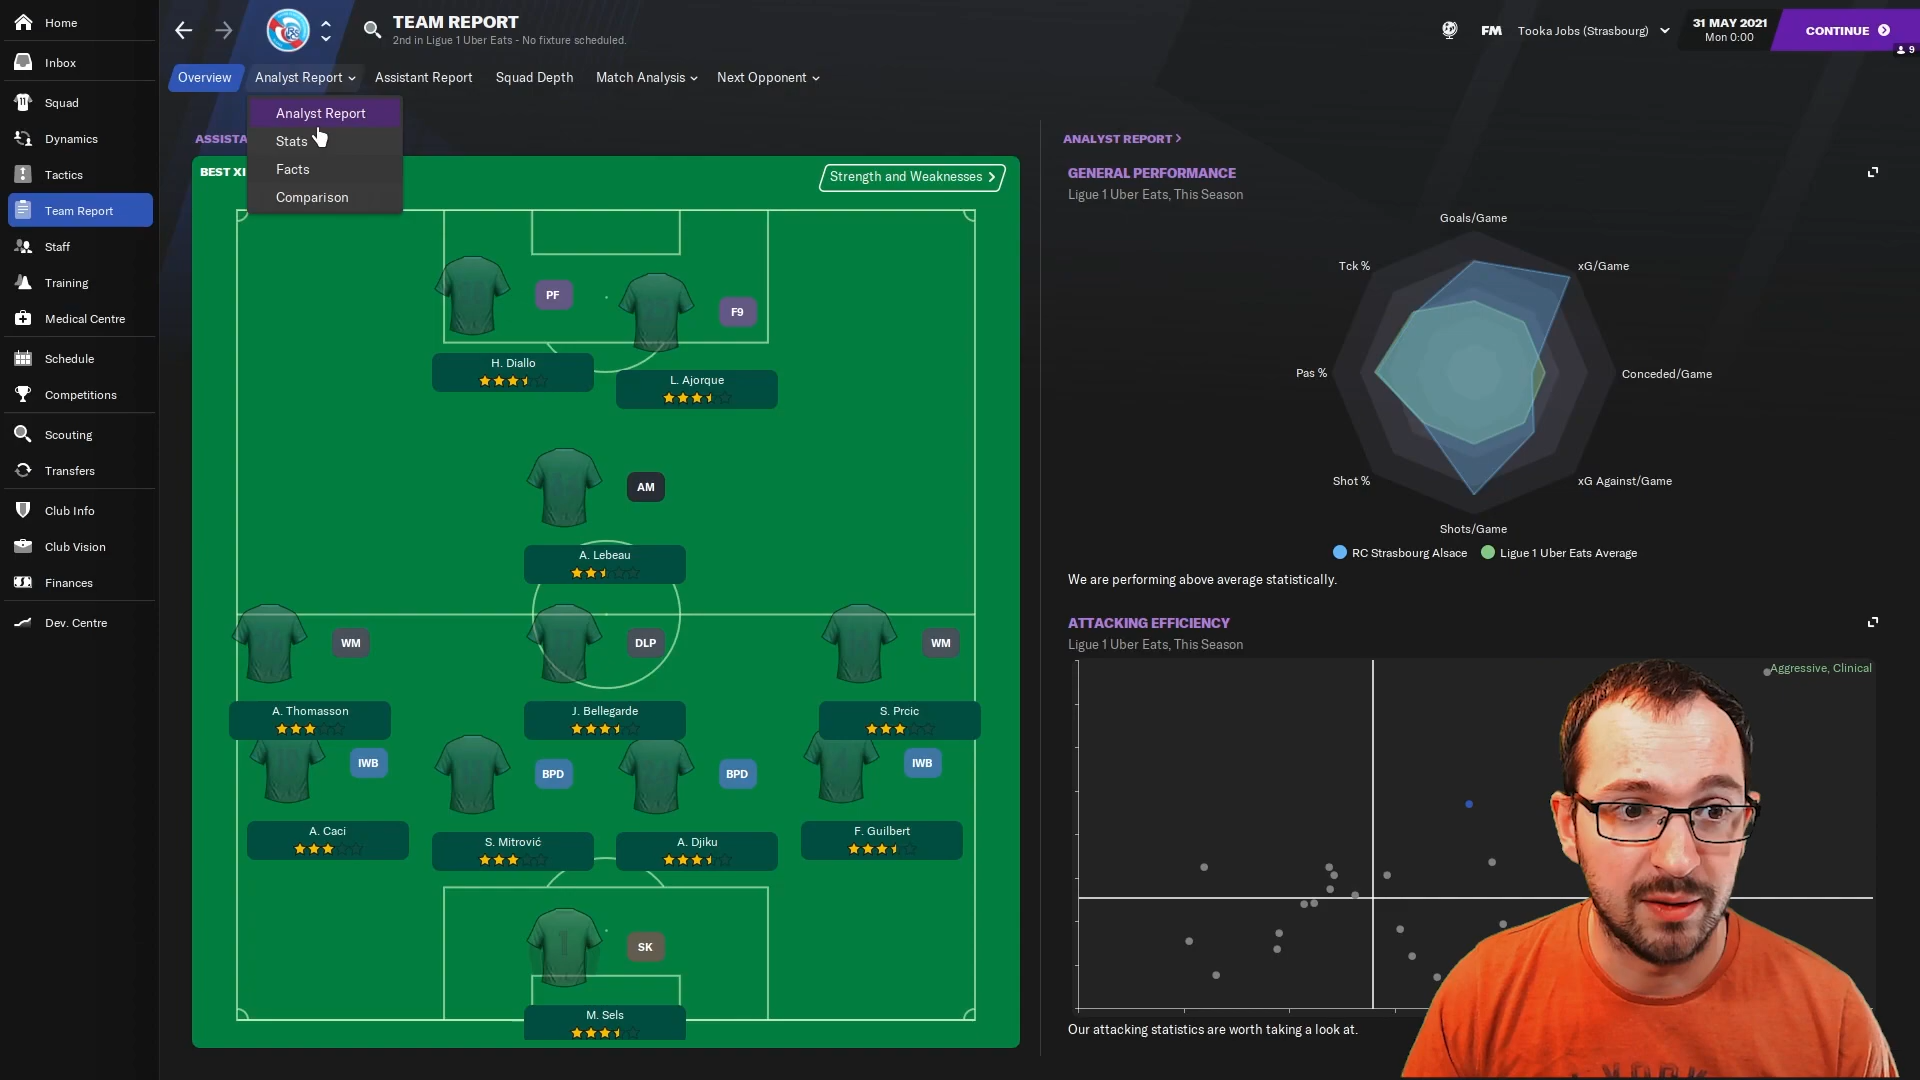 Home
Inbox
Squad
Dynamics
Tactics
Team Report
Staff
Training
Medical Centre
Schedule
Competitions
Scouting
Transfers
Club Info
Club Vision
Finances
Dev. Centre
TEAM REPORT
2nd in Ligue 1 Uber Eats - No fixture scheduled.
FM
Tooka Jobs (Strasbourg)
31 MAY 2021
Mon 0:00
CONTINUE
9
Overview
Analyst Report
Assistant Report
Squad Depth
Match Analysis
Next Opponent
Analyst Report
Stats
Facts
Comparison
ASSISTA
BEST XI
Strength and Weaknesses
PF
F9
H. Diallo
L. Ajorque
AM
A. Lebeau
WM
DLP
WM
A. Thomasson
J. Bellegarde
S. Prcic
IWB
BPD
BPD
IWB
A. Caci
S. Mitrović
A. Djiku
F. Guilbert
1
SK
M. Sels
ANALYST REPORT
GENERAL PERFORMANCE
Ligue 1 Uber Eats, This Season
Goals/Game
Tck %
xG/Game
Pas %
Conceded/Game
Shot %
xG Against/Game
Shots/Game
RC Strasbourg Alsace
Ligue 1 Uber Eats Average
We are performing above average statistically.
ATTACKING EFFICIENCY
Ligue 1 Uber Eats, This Season
Aggressive, Clinical
Our attacking statistics are worth taking a look at.